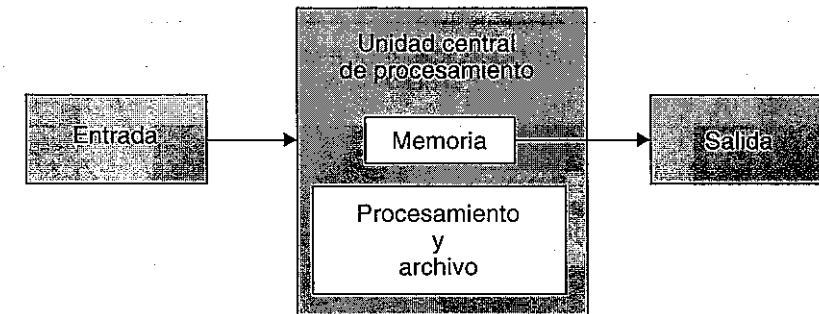 Unidad central
de procesamiento
Entrada
Memoria
Salida
Procesamiento
y
archivo